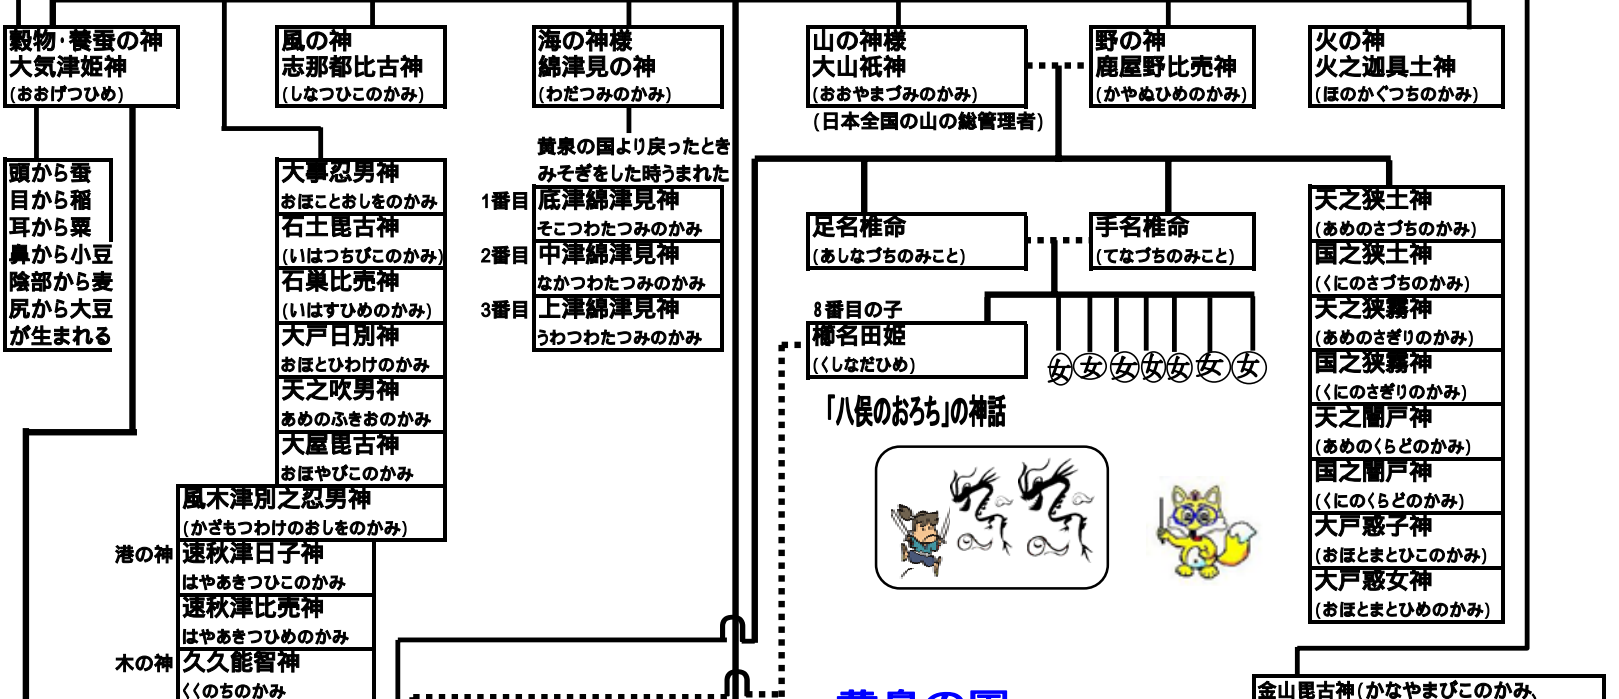 穀物・養蚕の神
大気津姫神
(おおげつひめ)
風の神
志那都比古神
(しなつひこのかみ)
海の神様
綿津見の神
(わだつみのかみ)
山の神様
大山祇神
(おおやまづみのかみ)
(日本全国の山の総管理者)
野の神
鹿屋野比売神
(かやぬひめのかみ)
火の神
火之迦具土神
(ほのかぐつちのかみ)
頭から蚕
目から稲
耳から粟
鼻から小豆
陰部から麦
尻から大豆
が生まれる
大事忍男神
おほことおしをのかみ
石土毘古神
(いはつちびこのかみ)
石巣比売神
(いはすひめのかみ)
大戸日別神
おほとひわけのかみ
天之吹男神
あめのふきおのかみ
大屋毘古神
おほやびこのかみ
風木津別之忍男神
(かざもつわけのおしをのかみ)
港の神
速秋津日子神
はやあきつひこのかみ
速秋津比売神
はやあきつひめのかみ
木の神
久久能智神
くくのちのかみ
黄泉の国より戻ったとき
みそぎをした時うまれた
1番目
底津綿津見神
そこつわたつみのかみ
2番目
中津綿津見神
なかつわたつみのかみ
3番目
上津綿津見神
うわつわたつみのかみ
足名椎命
(あしなづちのみこと)
手名椎命
(てなづちのみこと)
8番目の子
櫛名田姫
(くしなだひめ)
女 女 女 女 女 女 女
「八俣のおろち」の神話
天之狭土神
(あめのさづちのかみ)
国之狭土神
(くにのさづちのかみ)
天之狭霧神
(あめのさぎりのかみ)
国之狭霧神
(くにのさぎりのかみ)
天之闇戸神
(あめのくらどのかみ)
国之闇戸神
(くにのくらどのかみ)
大戸惑子神
(おほとまとひこのかみ)
大戸惑女神
(おほとまとひめのかみ)
黄泉の国
金山毘古神(かなやまびこのかみ、